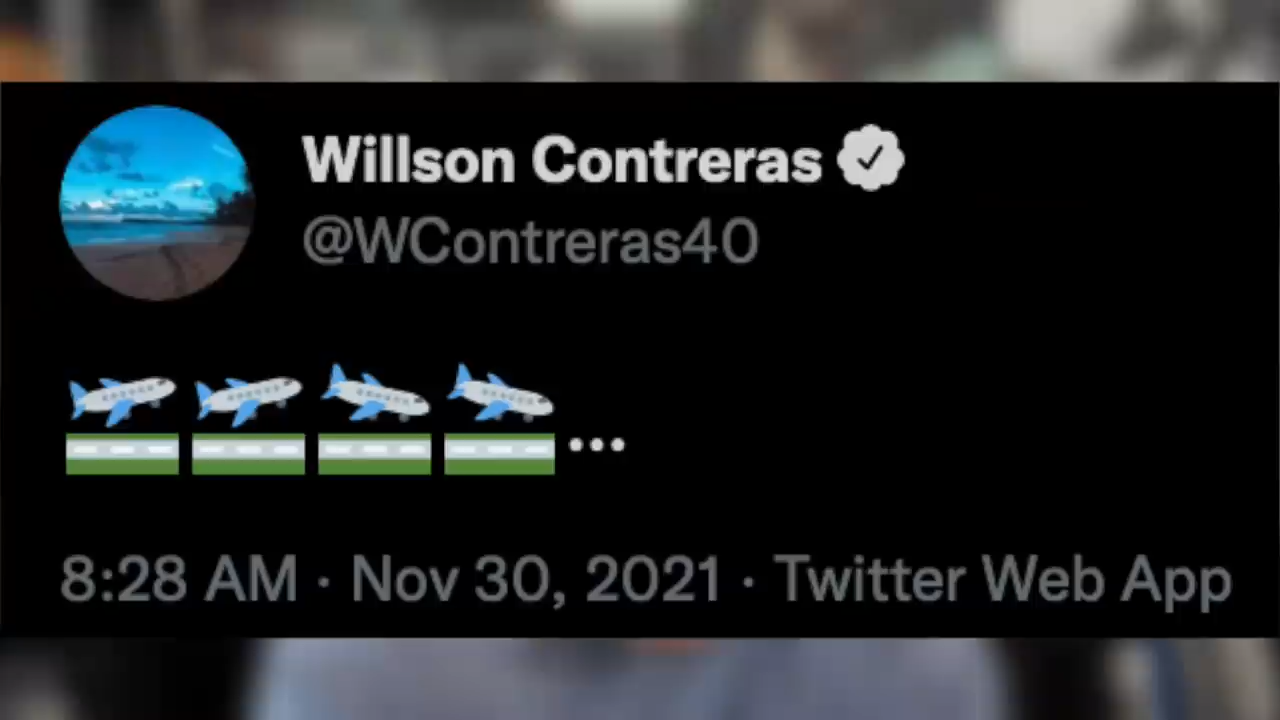 Willson Contreras
@WContreras40
🛫🛫🛬🛬...
8:28 AM · Nov 30, 2021 · Twitter Web App